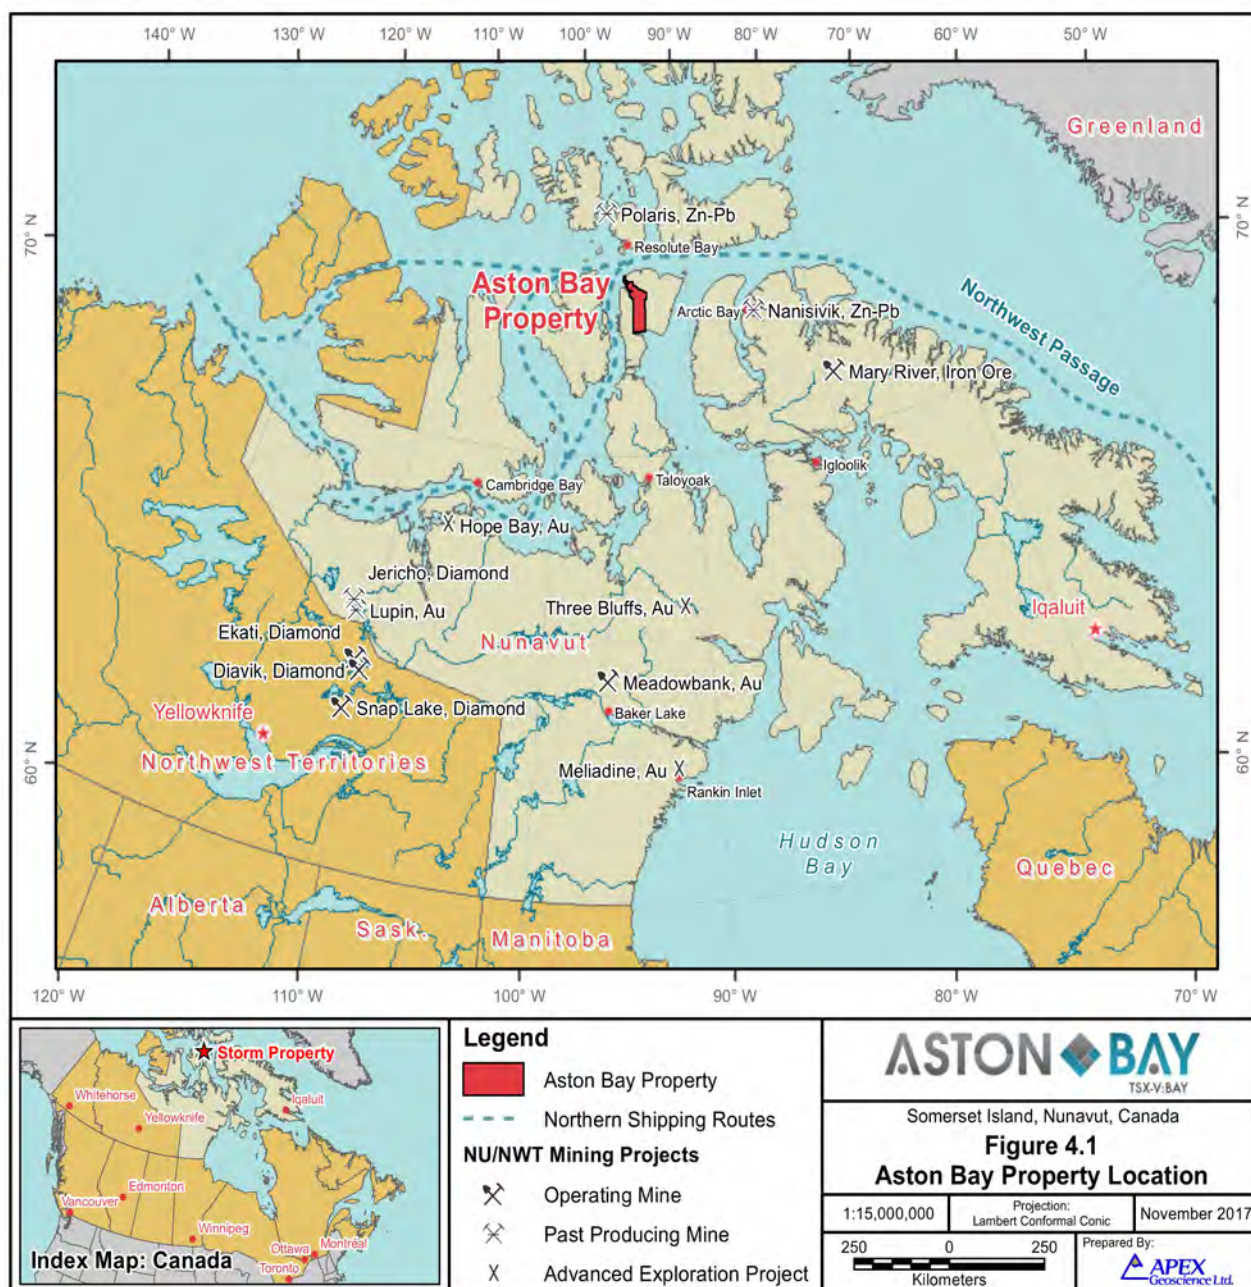 140° W 130° W 120° W 110° W 100° W 90° W 80° W 70° W 60° W 50° W
Greenland
Polaris, Zn-Pb
70° N
70° N
Resolute Bay
Aston Bay
Property
Northwest Passage
Arctic Bay
Nanisivik, Zn-Pb
Mary River, Iron Ore
Igloolik
Cambridge Bay
Taloyoak
Hope Bay, Au
Jericho, Diamond
Lupin, Au
Three Bluffs, Au
Iqaluit
Ekati, Diamond
Nunavut
Diavik, Diamond
Meadowbank, Au
Snap Lake, Diamond
Yellowknife
Baker Lake
Northwest Territories
60° N
60° N
Meliadine, Au
Rankin Inlet
Hudson
Bay
Quebec
Alberta
Sask.
Manitoba
120° W 110° W 100° W 90° W 80° W 70° W
Storm Property
Whitehorse
Iqaluit
Yellowknife
Edmonton
Vancouver
Winnipeg
Ottawa
Montréal
Toronto
Index Map: Canada
Legend
Aston Bay Property
Northern Shipping Routes
NU/NWT Mining Projects
Operating Mine
Past Producing Mine
Advanced Exploration Project
ASTON BAY
TSX-V:BAY
Somerset Island, Nunavut, Canada
Figure 4.1
Aston Bay Property Location
1:15,000,000
Projection:
Lambert Conformal Conic
November 2017
250 0 250
Kilometers
Prepared By:
APEX
Geoscience Ltd.